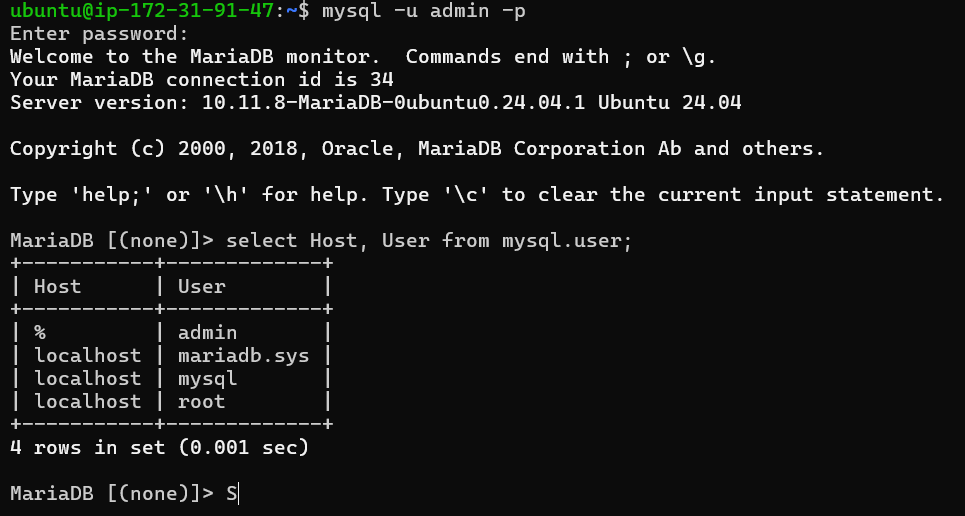 ubuntu@ip-172-31-91-47:~$ mysql -u admin -p
Enter password:
Welcome to the MariaDB monitor.  Commands end with ; or \g.
Your MariaDB connection id is 34
Server version: 10.11.8-MariaDB-0ubuntu0.24.04.1 Ubuntu 24.04

Copyright (c) 2000, 2018, Oracle, MariaDB Corporation Ab and others.

Type 'help;' or '\h' for help. Type '\c' to clear the current input statement.

MariaDB [(none)]> select Host, User from mysql.user;
+-----------+-------------+
| Host      | User        |
+-----------+-------------+
| %         | admin       |
| localhost | mariadb.sys |
| localhost | mysql       |
| localhost | root        |
+-----------+-------------+
4 rows in set (0.001 sec)

MariaDB [(none)]> S